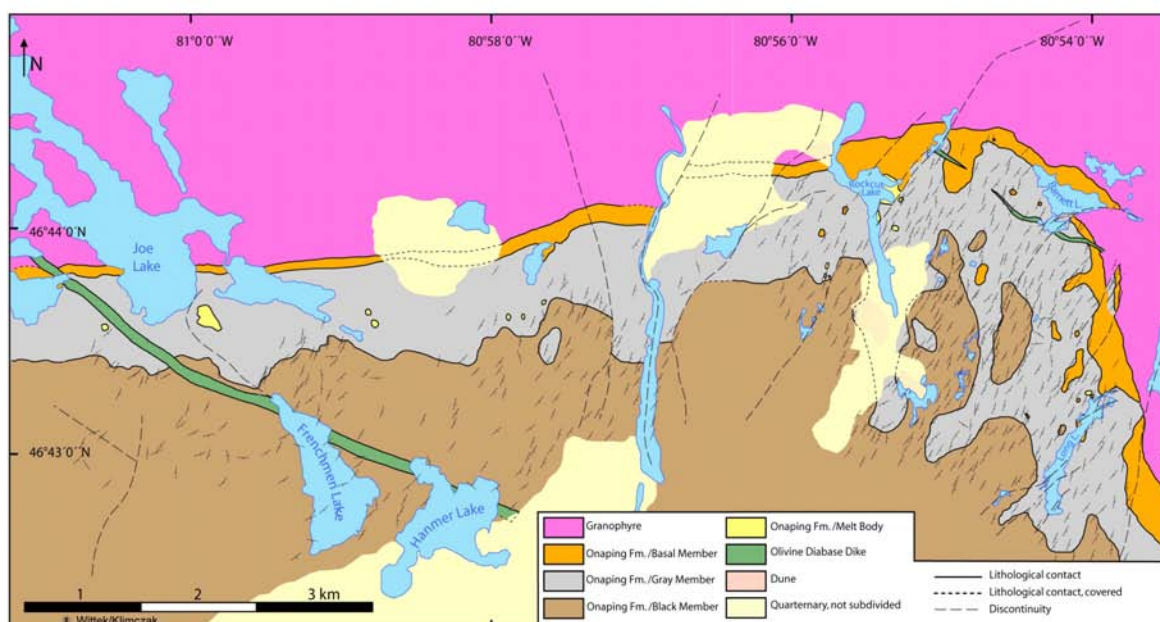 81°0´0´´W
80°58´0´´W
80°56´0´´W
80°54´0´´W
N
46°44´0´´N
46°43´0´´N
Joe
Lake
Rockcut
Lake
Frenchmen Lake
Hanmer Lake
1 2 3 km
© Wittek/Klimczak
Granophyre
Onaping Fm./Basal Member
Onaping Fm./Gray Member
Onaping Fm./Black Member
Onaping Fm./Melt Body
Olivine Diabase Dike
Dune
Quarternary, not subdivided
Lithological contact
Lithological contact, covered
Discontinuity